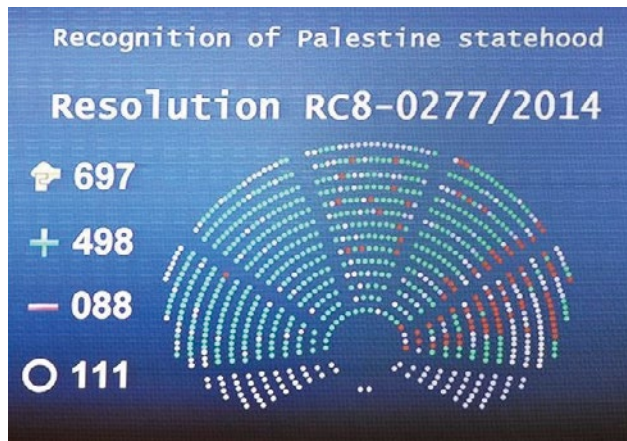 Recognition of Palestine statehood
Resolution RC8-0277/2014
697
+ 498
- 088
111